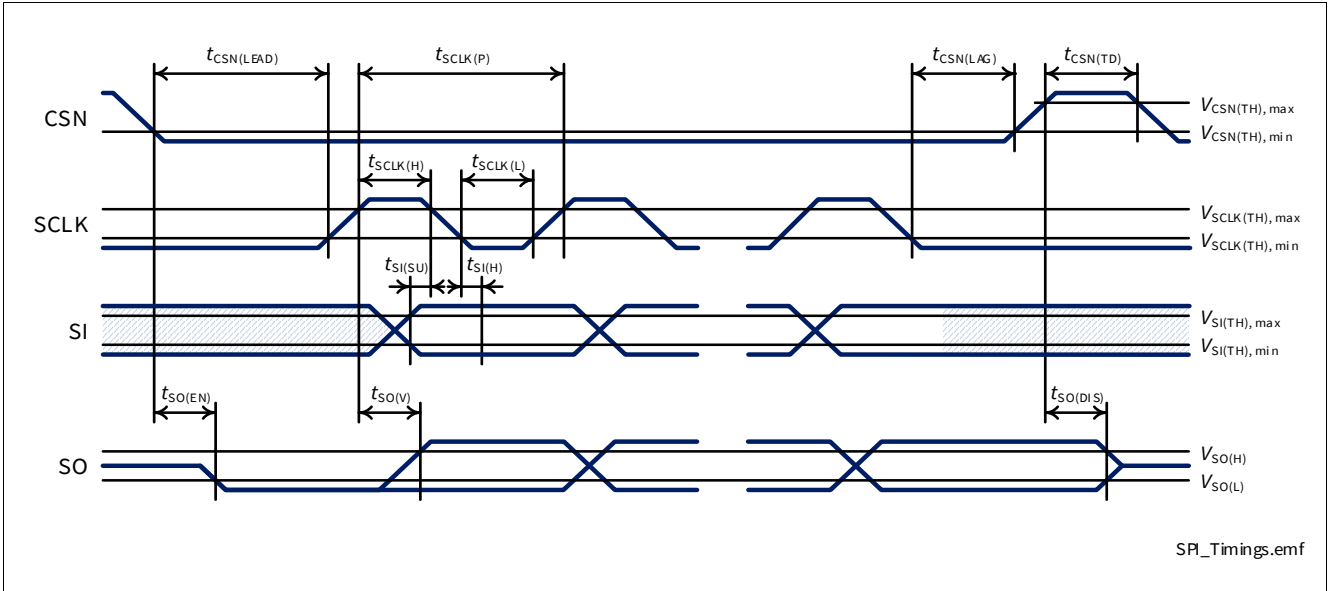 tCSN(LEAD) tSCLK(P) tCSN(LAG) tCSN(TD)
CSN VCSN(TH), max
VCSN(TH), min
tSCLK(H) tSCLK(L)
SCLK VSCLK(TH), max
VSCLK(TH), min
tSI(SU) tSI(H)
SI VSI(TH), max
VSI(TH), min
tSO(EN) tSO(V) tSO(DIS)
SO VSO(H)
VSO(L)
SPI_Timings.emf